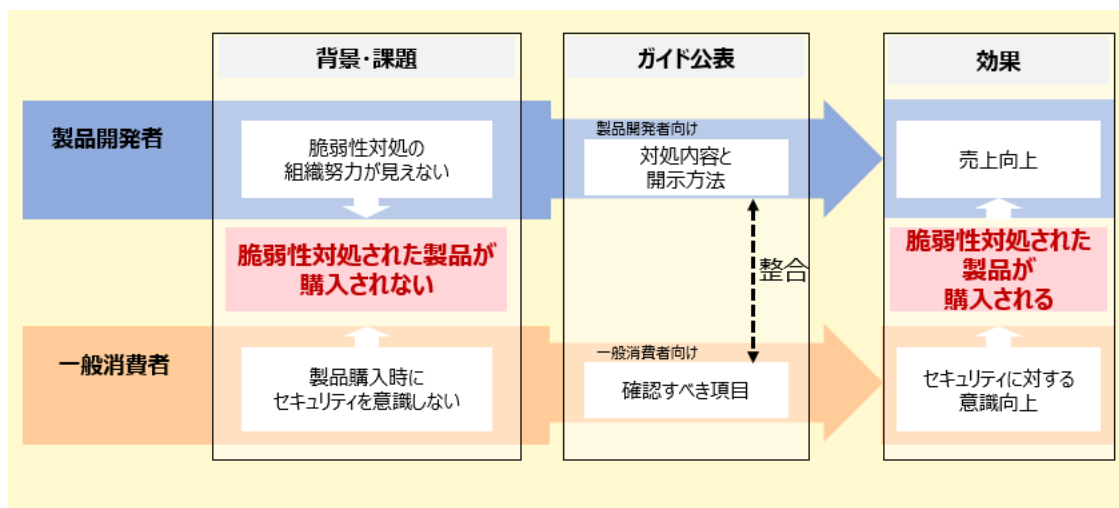 背景・課題
ガイド公表
効果
製品開発者
脆弱性対処の
組織努力が見えない
製品開発者向け
対処内容と
開示方法
売上向上
脆弱性対処された製品が
購入されない
整合
脆弱性対処された
製品が
購入される
一般消費者
製品購入時に
セキュリティを意識しない
一般消費者向け
確認すべき項目
セキュリティに対する
意識向上